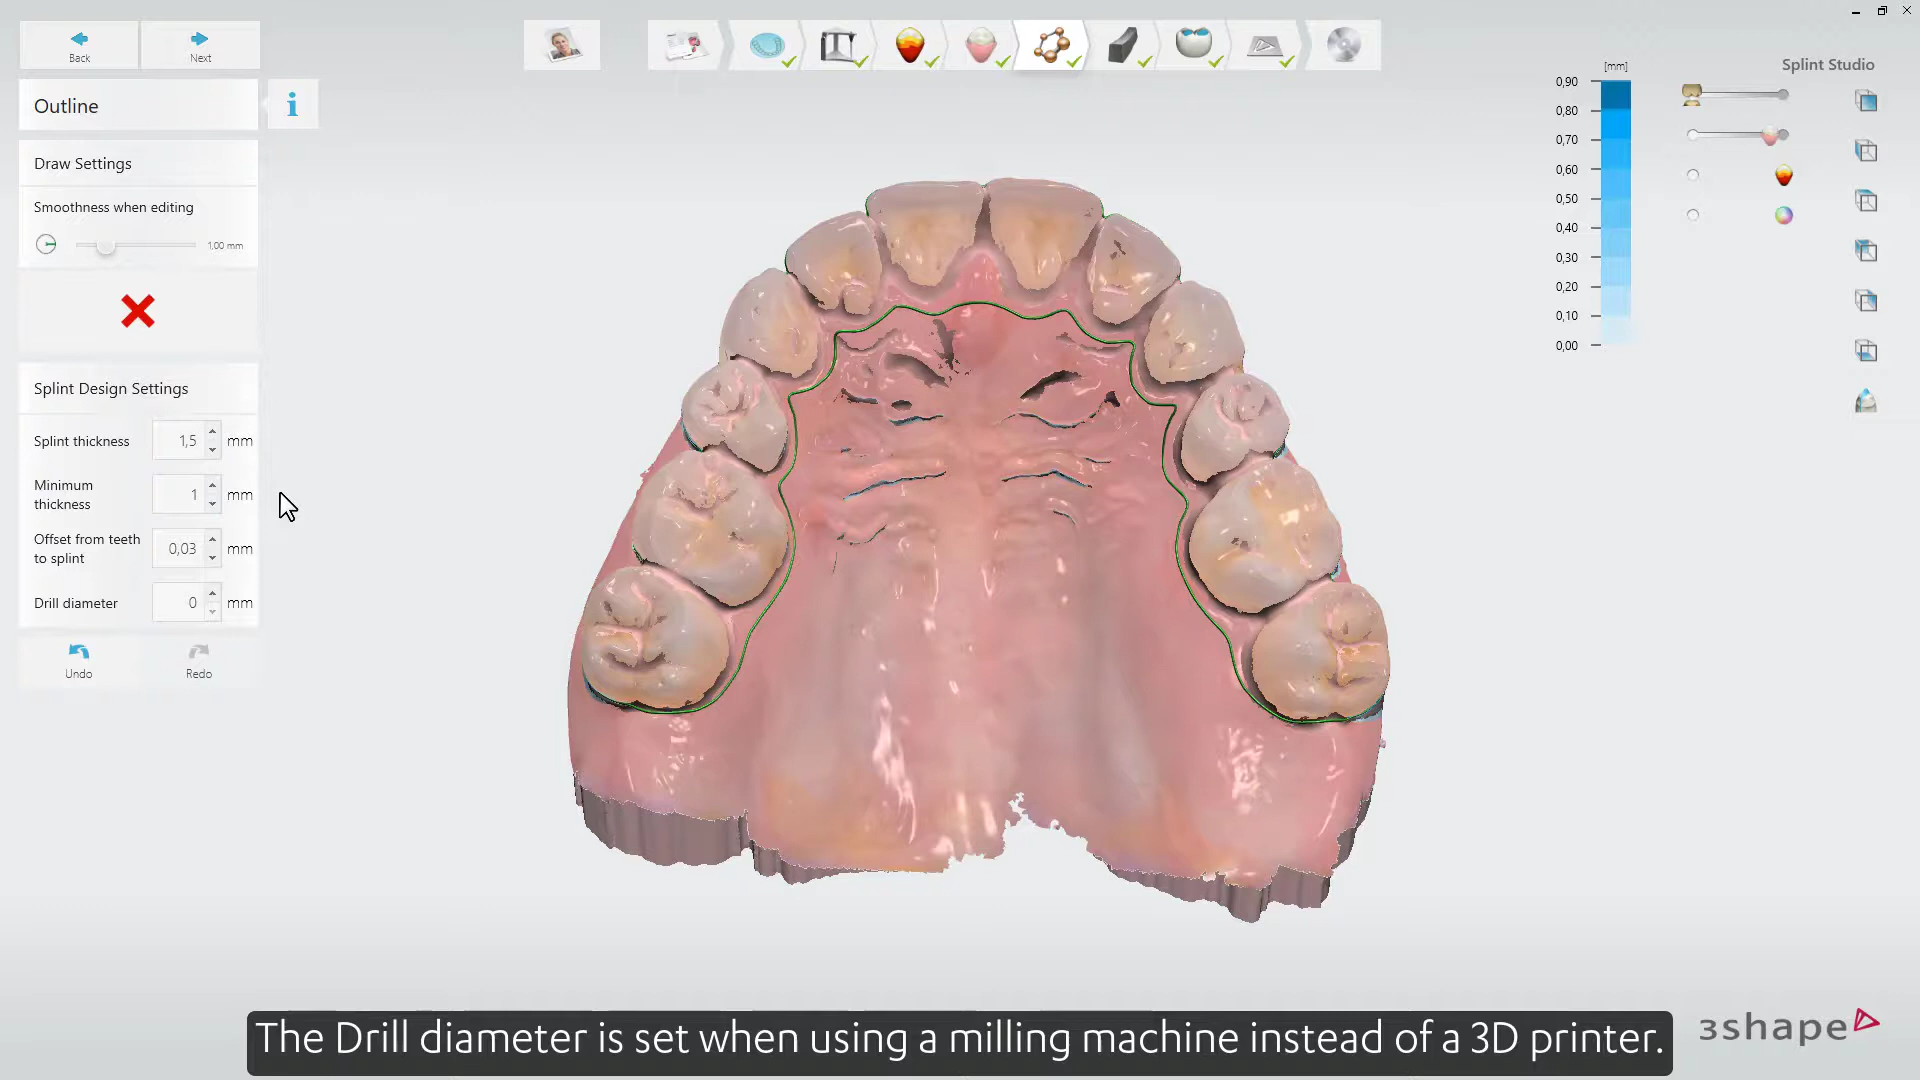 Back
Next
Outline
i
Draw Settings
Smoothness when editing
1,00 mm
Splint Design Settings
Splint thickness 1,5 mm
Minimum
thickness 1 mm
Offset from teeth
to splint 0,03 mm
Drill diameter 0 mm
Undo
Redo
[mm]
0,90
0,80
0,70
0,60
0,50
0,40
0,30
0,20
0,10
0,00
Splint Studio
The Drill diameter is set when using a milling machine instead of a 3D printer.
3shape